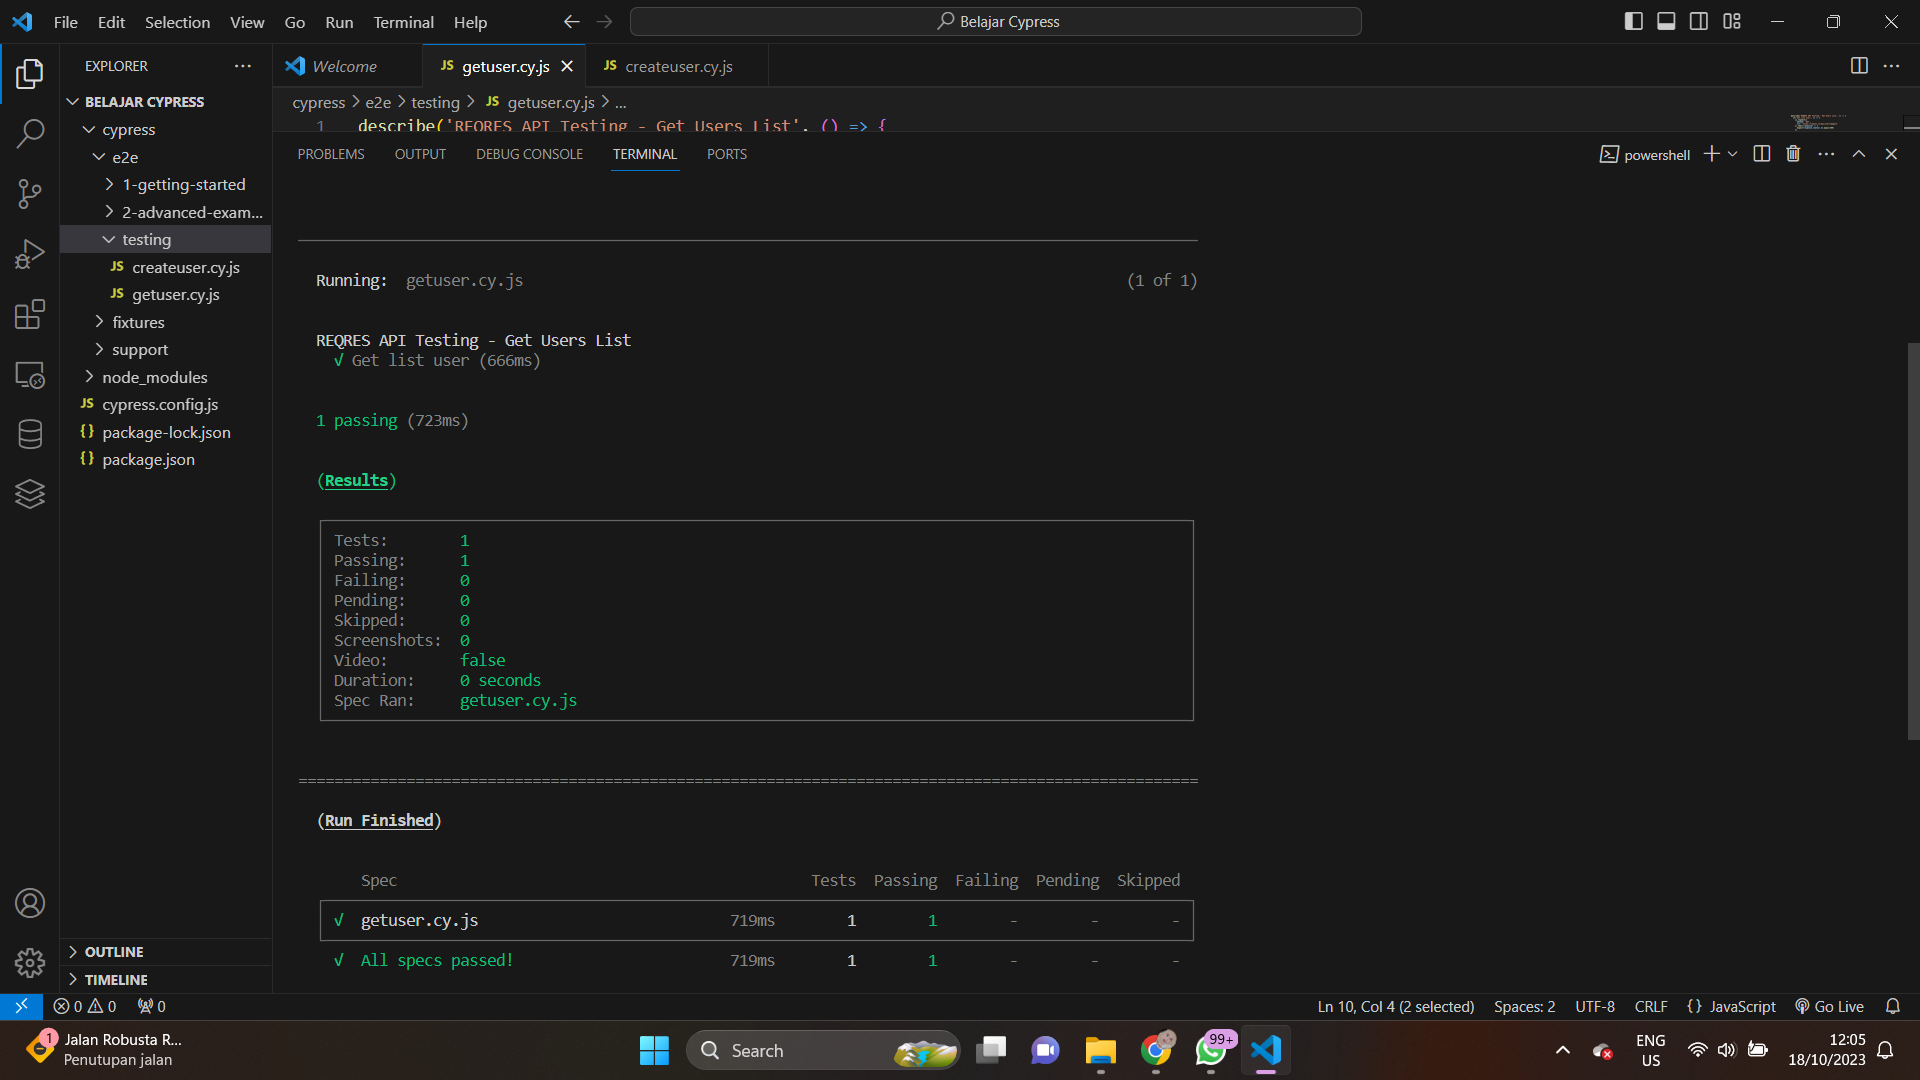 File Edit Selection View Go Run Terminal Help
Belajar Cypress
EXPLORER
Welcome
JS getuser.cy.js
JS createuser.cy.js
BELAJAR CYPRESS
cypress
e2e
1-getting-started
2-advanced-exam...
testing
JS createuser.cy.js
JS getuser.cy.js
fixtures
support
node_modules
JS cypress.config.js
{} package-lock.json
{} package.json
OUTLINE
TIMELINE
cypress > e2e > testing > JS getuser.cy.js > ...
1 describe('REQRES API Testing - Get Users List', () => {
PROBLEMS OUTPUT DEBUG CONSOLE TERMINAL PORTS
powershell
Running: getuser.cy.js (1 of 1)
REQRES API Testing - Get Users List
√ Get list user (666ms)
1 passing (723ms)
(Results)
Tests: 1
Passing: 1
Failing: 0
Pending: 0
Skipped: 0
Screenshots: 0
Video: false
Duration: 0 seconds
Spec Ran: getuser.cy.js
====================================================================================================
(Run Finished)
Spec Tests Passing Failing Pending Skipped
√ getuser.cy.js 719ms 1 1 - - -
√ All specs passed! 719ms 1 1 - - -
0 0 0
Ln 10, Col 4 (2 selected) Spaces: 2 UTF-8 CRLF {} JavaScript Go Live
1
Jalan Robusta R...
Penutupan jalan
Search
99+
ENG
US
12:05
18/10/2023